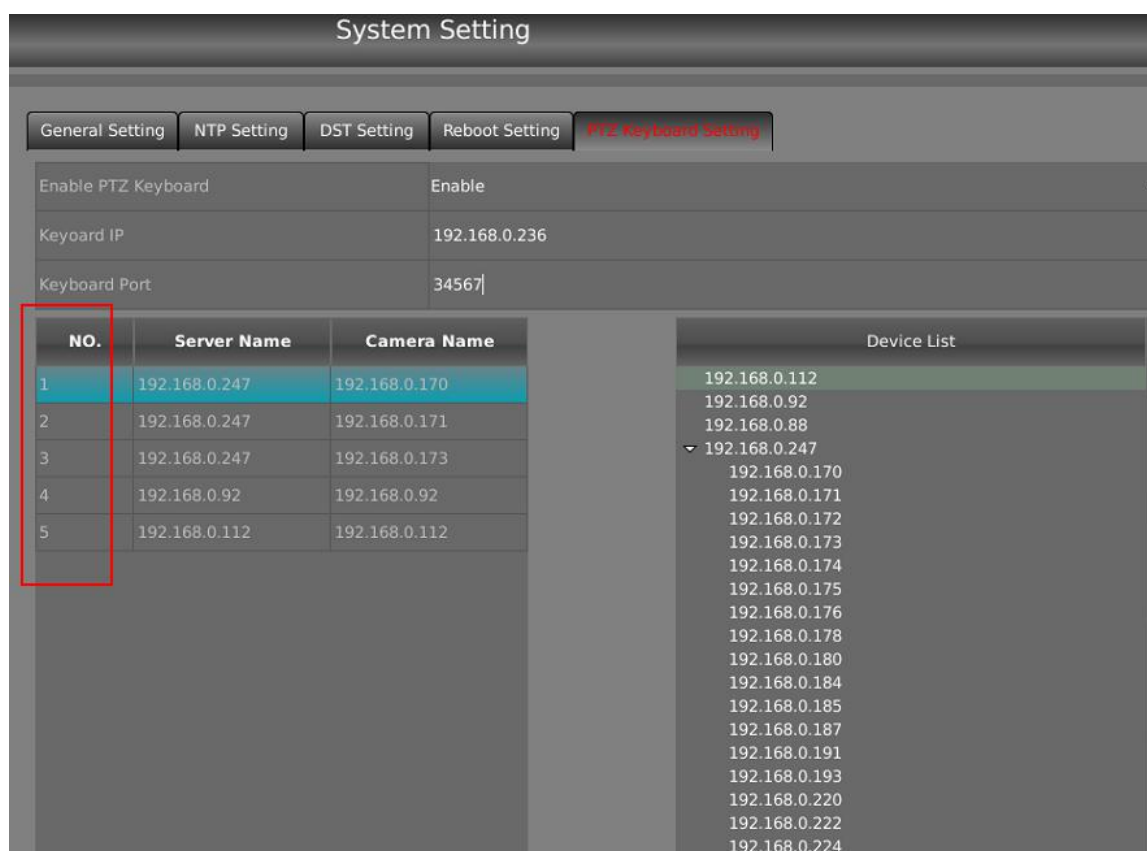 System Setting
General Setting NTP Setting DST Setting Reboot Setting PTZ Keyboard Setting
Enable PTZ Keyboard Enable
Keyoard IP 192.168.0.236
Keyboard Port 34567
NO. Server Name Camera Name
1 192.168.0.247 192.168.0.170
2 192.168.0.247 192.168.0.171
3 192.168.0.247 192.168.0.173
4 192.168.0.92 192.168.0.92
5 192.168.0.112 192.168.0.112
Device List
192.168.0.112
192.168.0.92
192.168.0.88
192.168.0.247
192.168.0.170
192.168.0.171
192.168.0.172
192.168.0.173
192.168.0.174
192.168.0.175
192.168.0.176
192.168.0.178
192.168.0.180
192.168.0.184
192.168.0.185
192.168.0.187
192.168.0.191
192.168.0.193
192.168.0.220
192.168.0.222
192.168.0.224